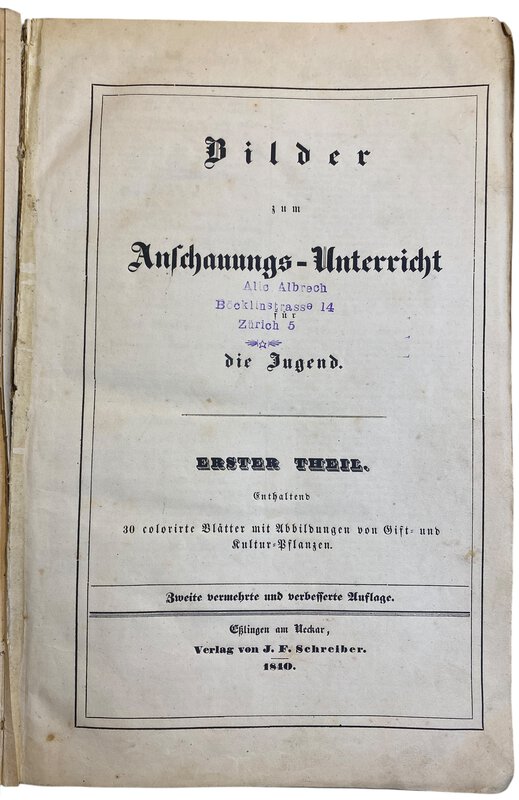 Bilder
zum
Anschauungs-Unterricht
Alic Albrech
Böcklinstrasse 14
für
Zürich 5
die Jugend.
ERSTER THEIL.
Enthaltend
30 colorirte Blätter mit Abbildungen von Gift- und
Kultur-Pflanzen.
Zweite vermehrte und verbesserte Auflage.
Eßlingen am Neckar,
Verlag von J. F. Schreiber.
1840.